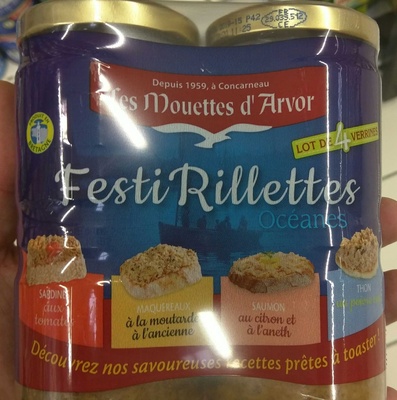 Depuis 1959, à Concarneau
Les Mouettes d'Arvor
LOT DE 4 VERRINES
BRETAGNE
FestiRillettes
Océanes
SARDINE
aux
tomates
MAQUEREAUX
à la moutarde
à l'ancienne
SAUMON
au citron et
à l'aneth
THON
Découvrez nos savoureuses recettes prêtes à toaster !